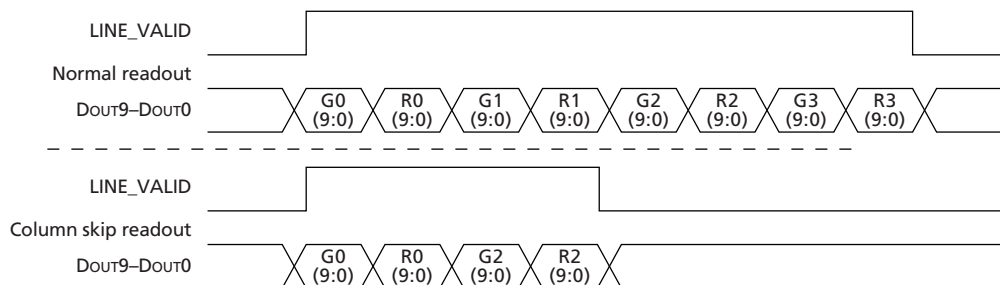 LINE_VALID
Normal readout
DOUT9–DOUT0
G0 R0 G1 R1 G2 R2 G3 R3
(9:0) (9:0) (9:0) (9:0) (9:0) (9:0) (9:0) (9:0)
LINE_VALID
Column skip readout
DOUT9–DOUT0
G0 R0 G2 R2
(9:0) (9:0) (9:0) (9:0)